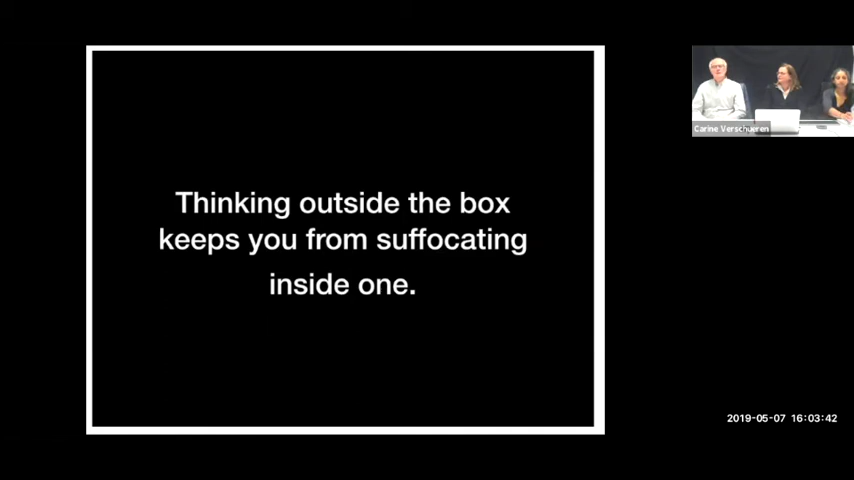 Thinking outside the box
keeps you from suffocating
inside one.
Carine Verschueren
2019-05-07 16:03:42